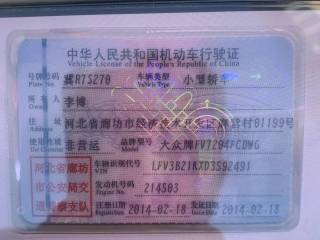 中华人民共和国机动车行驶证
Vehicle License of the People's Republic of China
号牌号码 冀R7S270 车辆类型 小型轿车
Plate No. Vehicle Type
所有人 李博
Owner
住址 河北省廊坊市经济技术开发区 营村01199号
使用性质 非营运 品牌型号 大众牌FV7204FCDWG
Use Character Model
河北省廊坊市公安局交通警察支队
车辆识别代号 LFV3B21KXD3592491
VIN
发动机号码 214503
Engine No.
注册日期 2014-02-18 发证日期 2014-02-18
Register Date Issue Date